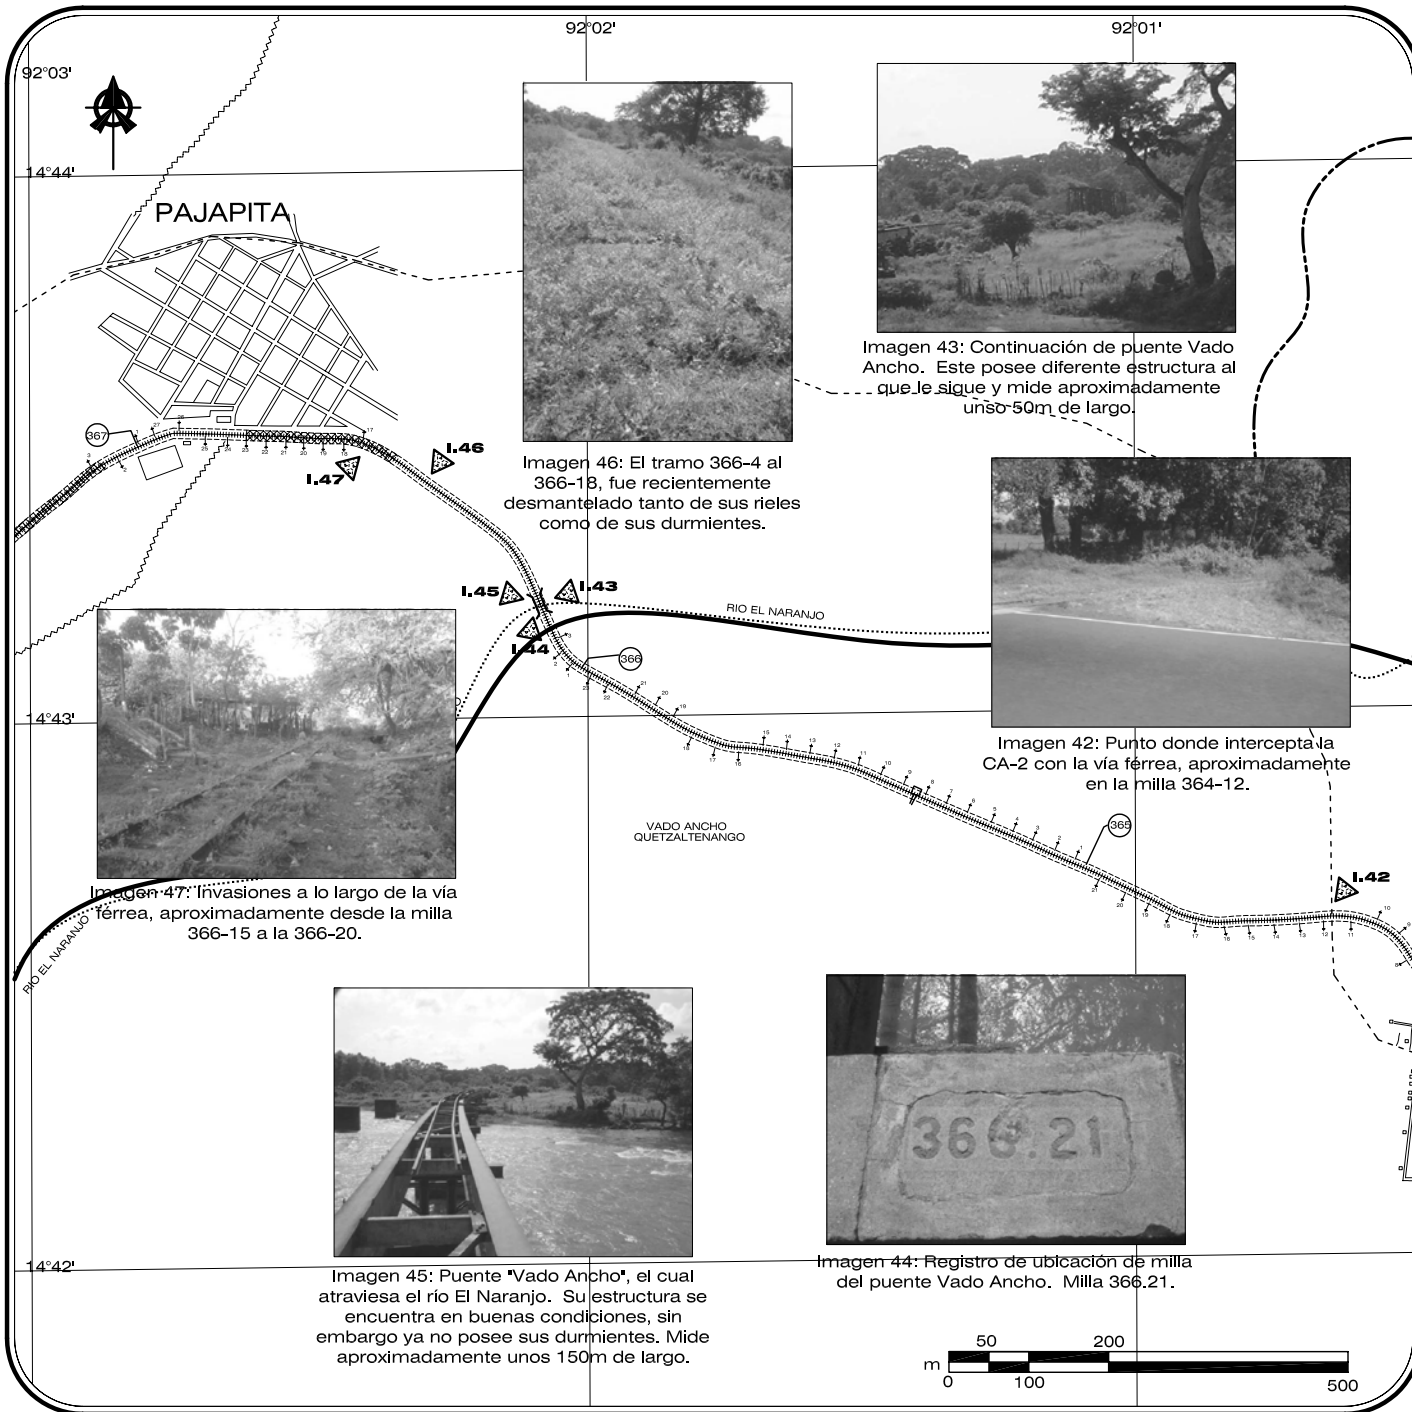 92°02'
92°01'
92°03'
14°44'
PAJAPITA
Imagen 43: Continuación de puente Vado
Ancho. Este posee diferente estructura al
que le sigue y mide aproximadamente
unso 50m de largo.
367
I.46
I.47
Imagen 46: El tramo 366-4 al
366-18, fue recientemente
desmantelado tanto de sus rieles
como de sus durmientes.
I.45
I.43
I.44
RIO EL NARANJO
366
14°43'
Imagen 42: Punto donde intercepta la
CA-2 con la vía férrea, aproximadamente
en la milla 364-12.
VADO ANCHO
QUETZALTENANGO
365
I.42
Imagen 47: Invasiones a lo largo de la vía
férrea, aproximadamente desde la milla
366-15 a la 366-20.
RIO EL NARANJO
366.21
14°42'
Imagen 45: Puente "Vado Ancho", el cual
atraviesa el río El Naranjo. Su estructura se
encuentra en buenas condiciones, sin
embargo ya no posee sus durmientes. Mide
aproximadamente unos 150m de largo.
Imagen 44: Registro de ubicación de milla
del puente Vado Ancho. Milla 366.21.
50 200
m
0 100 500